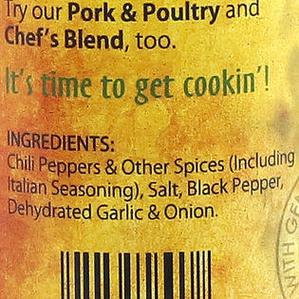 Try our Pork & Poultry and
Chef's Blend, too.
It's time to get cookin'!
INGREDIENTS:
Chili Peppers & Other Spices (Including
Italian Seasoning), Salt, Black Pepper,
Dehydrated Garlic & Onion.
WITH